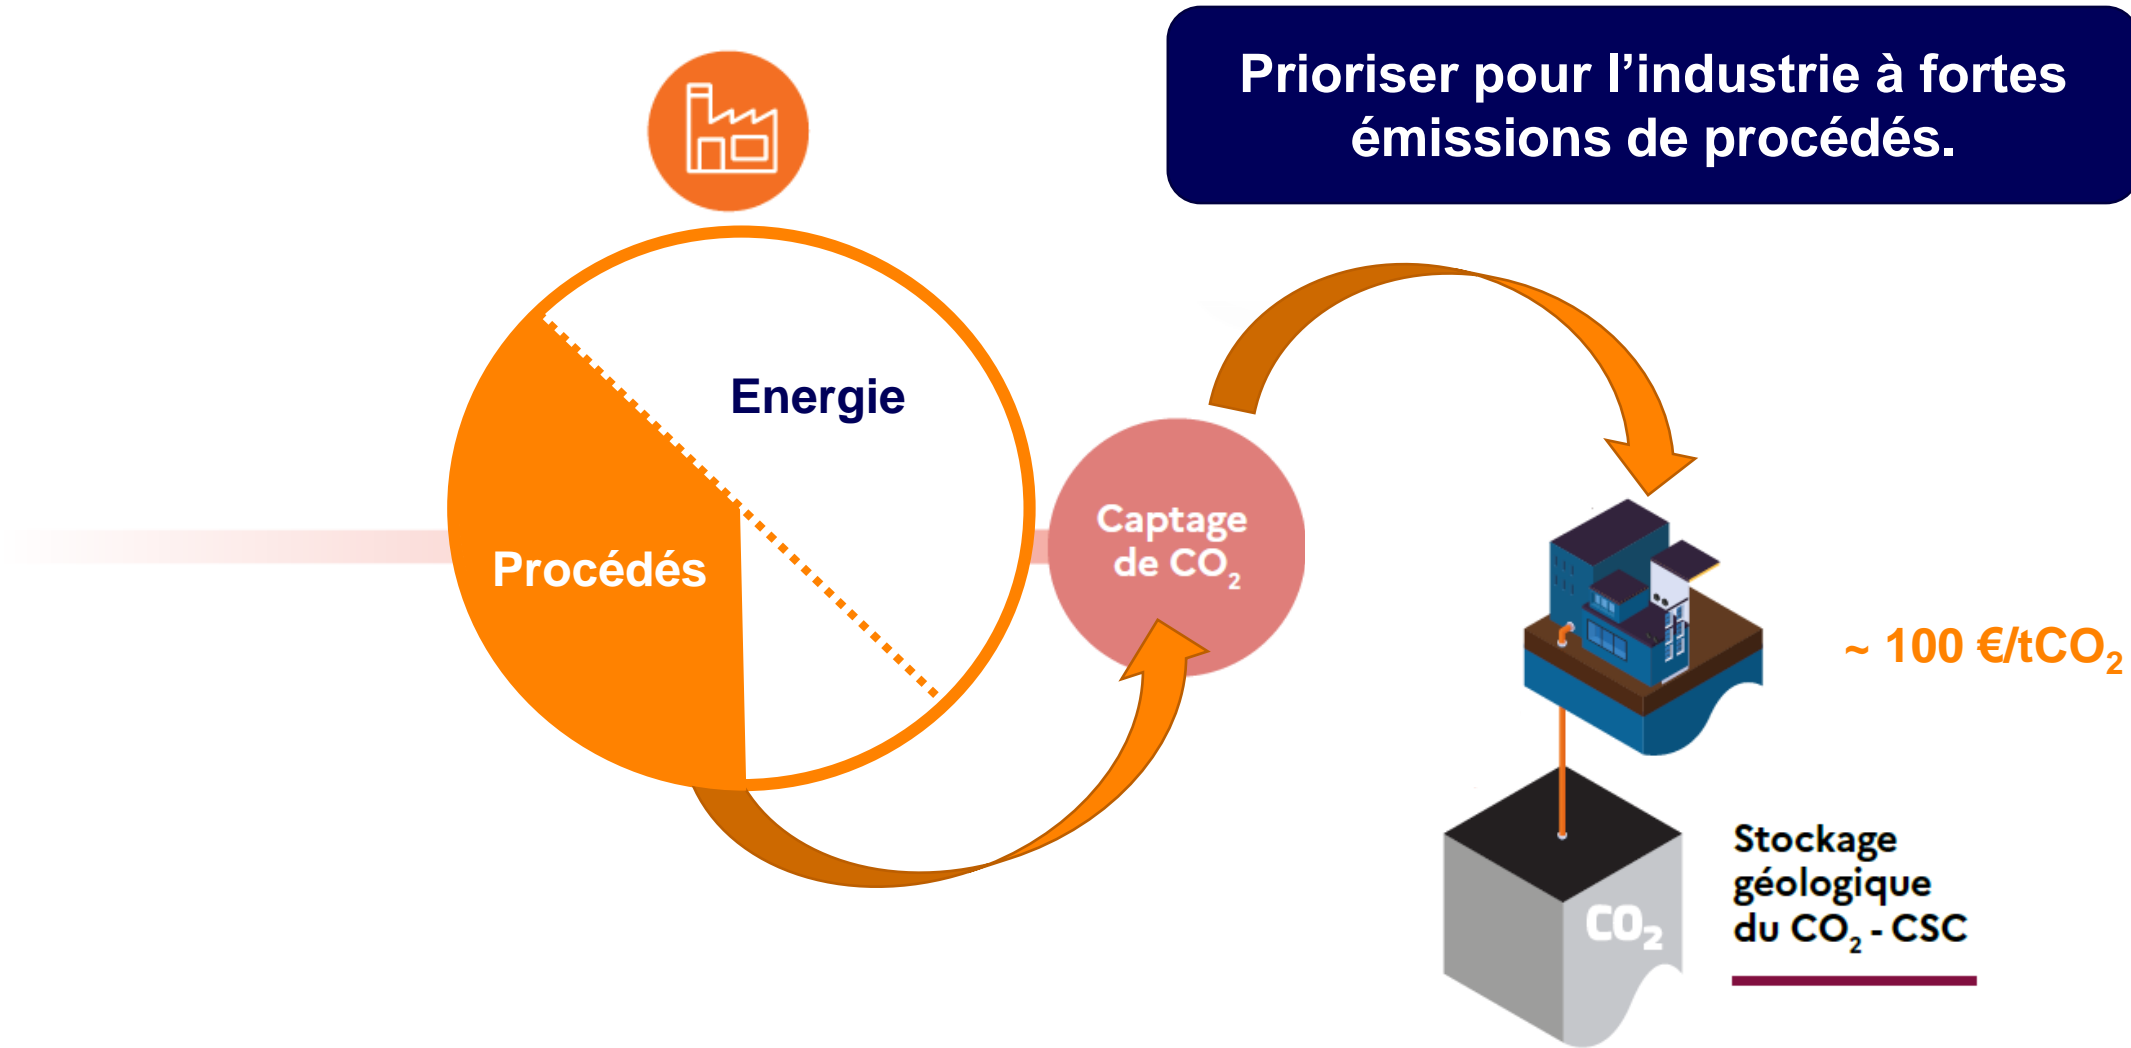 Prioriser pour l’industrie à fortes
émissions de procédés.
Energie
Procédés
Captage
de CO₂
~ 100 €/tCO₂
CO₂
Stockage
géologique
du CO₂ - CSC